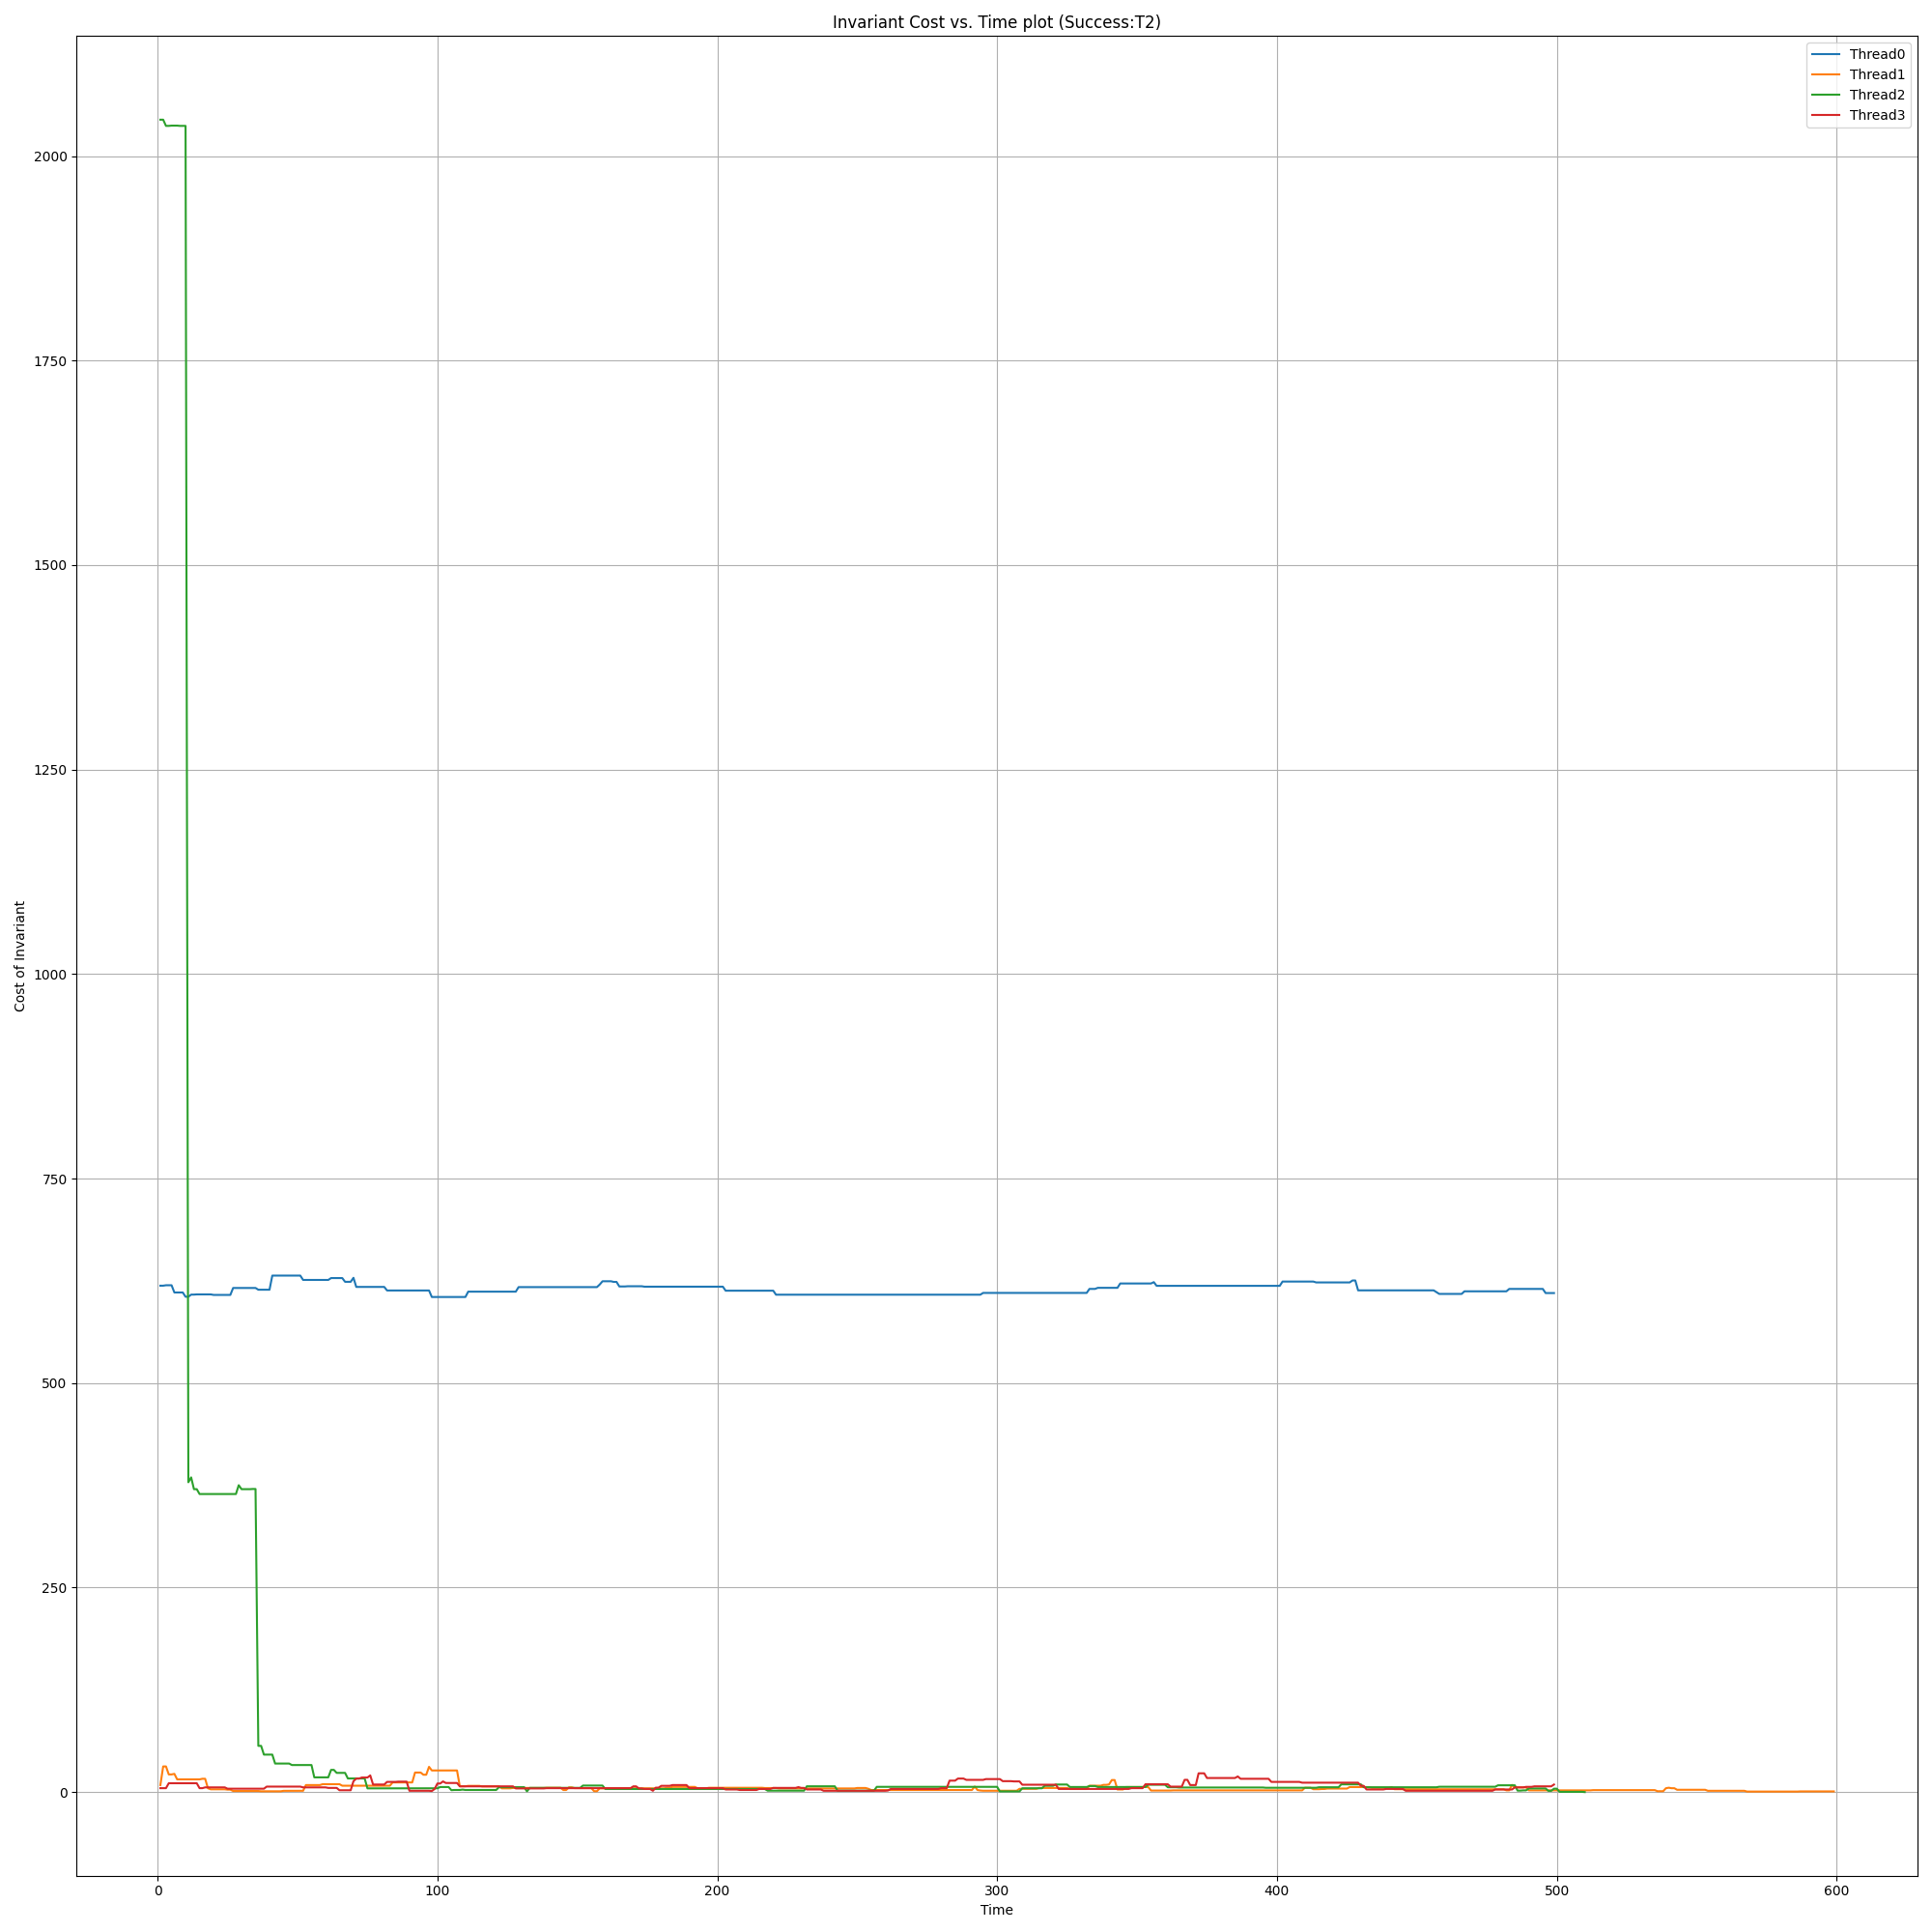 Invariant Cost vs. Time plot (Success:T2)
Thread0
Thread1
Thread2
Thread3
2000
1750
1500
1250
1000
750
500
250
0
Cost of Invariant
0 100 200 300 400 500 600
Time